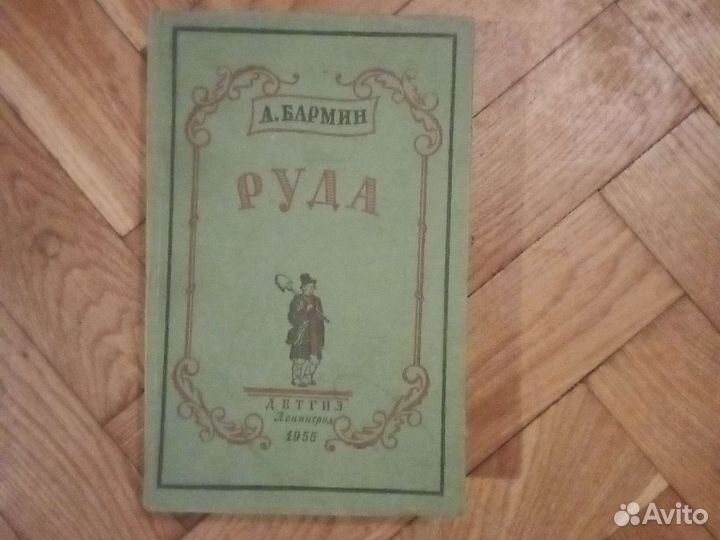 А. БАРМИН
РУДА
ДЕТГИЗ
Ленинград
1955
Avito